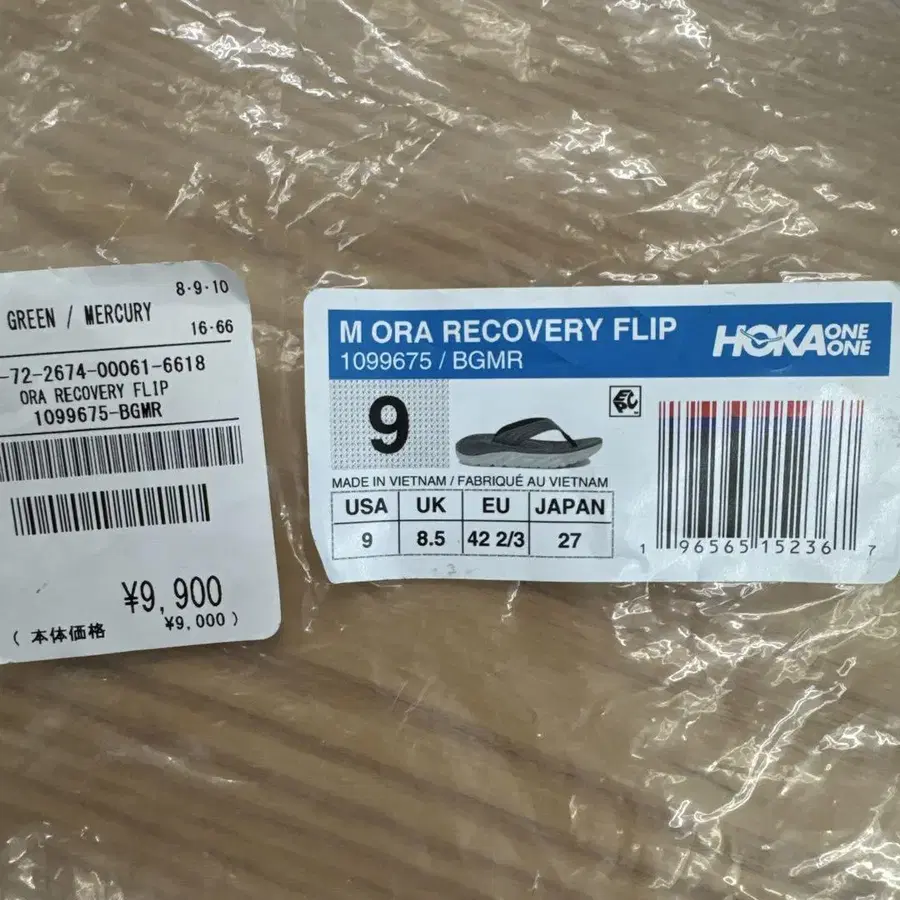 8-9-10
GREEN / MERCURY
16-66
-72-2674-00061-6618
ORA RECOVERY FLIP
1099675-BGMR
¥9,900
¥9,000 )
( 本体価格
M ORA RECOVERY FLIP
1099675 / BGMR
HOKA ONE ONE
9
MADE IN VIETNAM / FABRIQUÉ AU VIETNAM
USA UK EU JAPAN
9 8.5 42 2/3 27
1 96565 15236 7